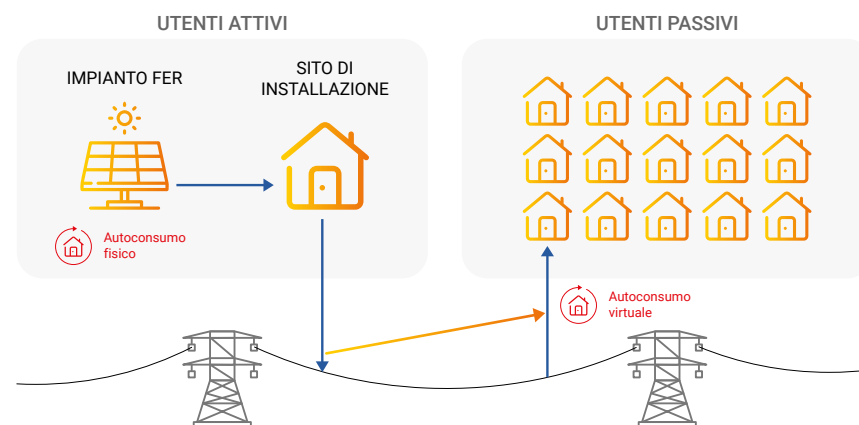 UTENTI ATTIVI
UTENTI PASSIVI
IMPIANTO FER
SITO DI
INSTALLAZIONE
Autoconsumo
fisico
Autoconsumo
virtuale